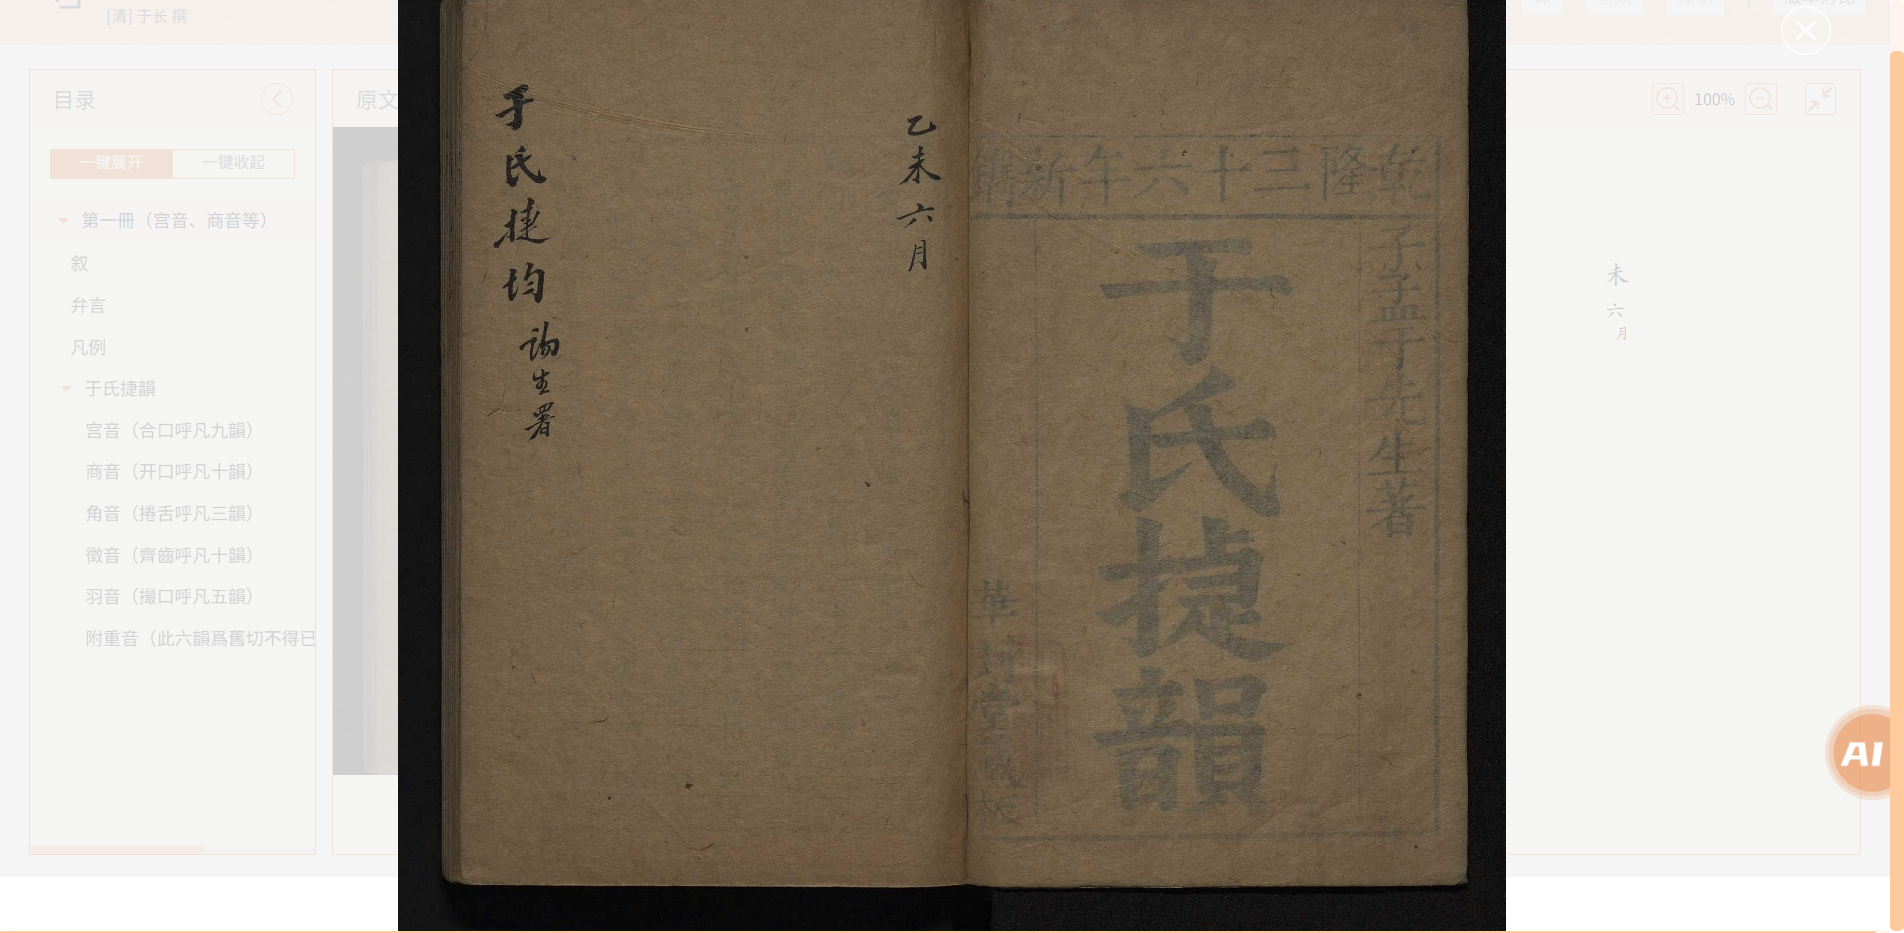 [清] 于长 撰
目录
一键展开 一键收起
第一冊（宫音、商音等）
叙
弁言
凡例
于氏捷韻
宫音（合口呼凡九韻）
商音（开口呼凡十韻）
角音（捲舌呼凡三韻）
徵音（齊齒呼凡十韻）
羽音（撮口呼凡五韻）
附重音（此六韻爲舊切不得已
原文
乾隆三十六年新鐫
子孟于先生著
于氏捷韻
華封堂藏板
乙未六月
于氏捷均
生署
100%
未
六
月
AI